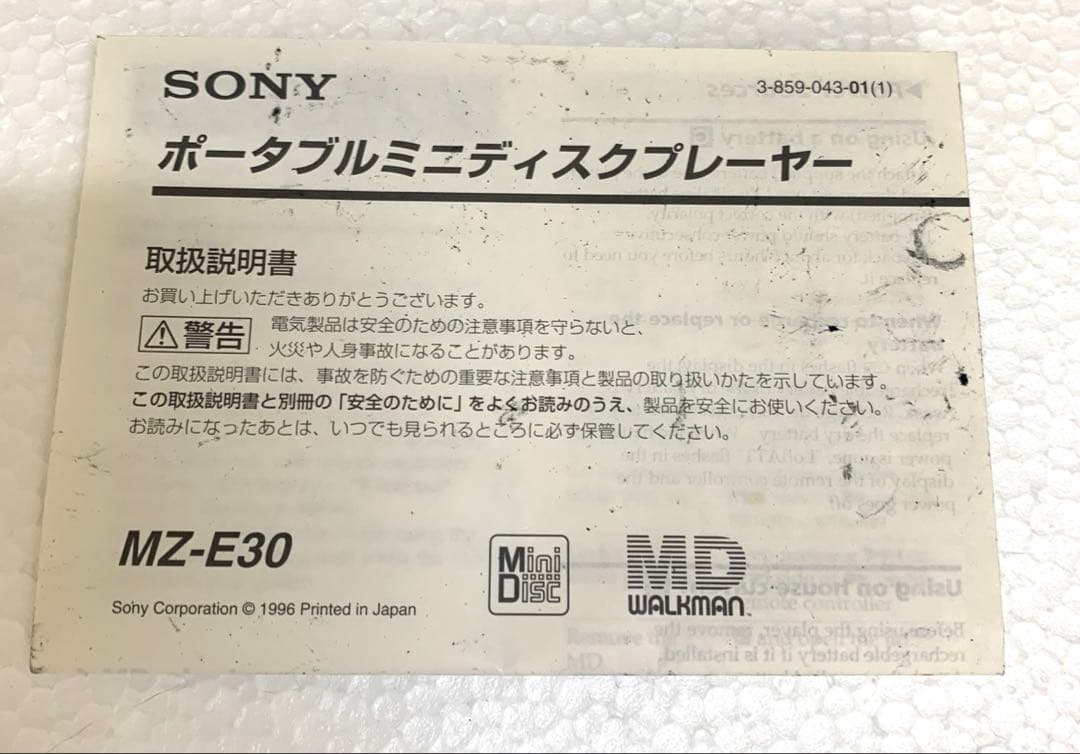 SONY
3-859-043-01(1)
ポータブルミニディスクプレーヤー
取扱説明書
お買い上げいただきありがとうございます。
⚠警告
電気製品は安全のための注意事項を守らないと、
火災や人身事故になることがあります。
この取扱説明書には、事故を防ぐための重要な注意事項と製品の取り扱いかたを示しています。
この取扱説明書と別冊の「安全のために」をよくお読みのうえ、製品を安全にお使いください。
お読みになったあとは、いつでも見られるところに必ず保管してください。
MZ-E30
Mini
Disc
MD
WALKMAN
Sony Corporation © 1996 Printed in Japan